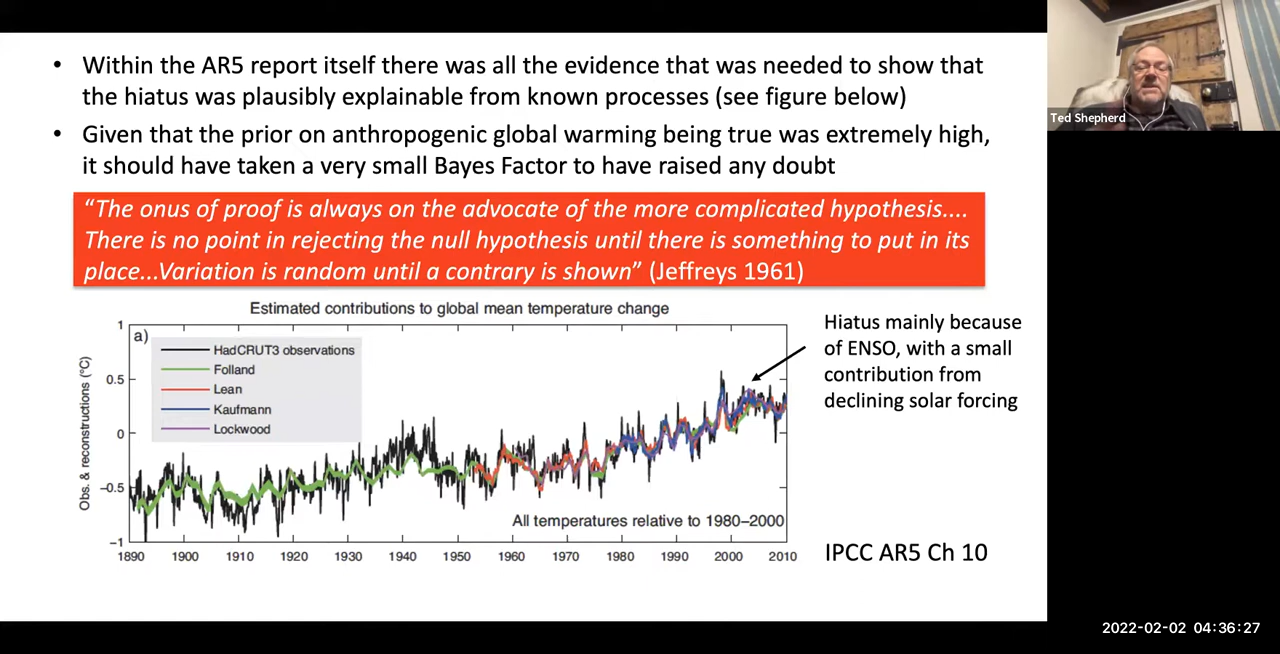 • Within the AR5 report itself there was all the evidence that was needed to show that
the hiatus was plausibly explainable from known processes (see figure below)
• Given that the prior on anthropogenic global warming being true was extremely high,
it should have taken a very small Bayes Factor to have raised any doubt
“The onus of proof is always on the advocate of the more complicated hypothesis....
There is no point in rejecting the null hypothesis until there is something to put in its
place...Variation is random until a contrary is shown” (Jeffreys 1961)
Estimated contributions to global mean temperature change
a)
HadCRUT3 observations
Folland
Lean
Kaufmann
Lockwood
Obs. & reconstructions (°C)
1
0.5
0
−0.5
−1
All temperatures relative to 1980−2000
1890 1900 1910 1920 1930 1940 1950 1960 1970 1980 1990 2000 2010
Hiatus mainly because
of ENSO, with a small
contribution from
declining solar forcing
IPCC AR5 Ch 10
Ted Shepherd
2022-02-02 04:36:27